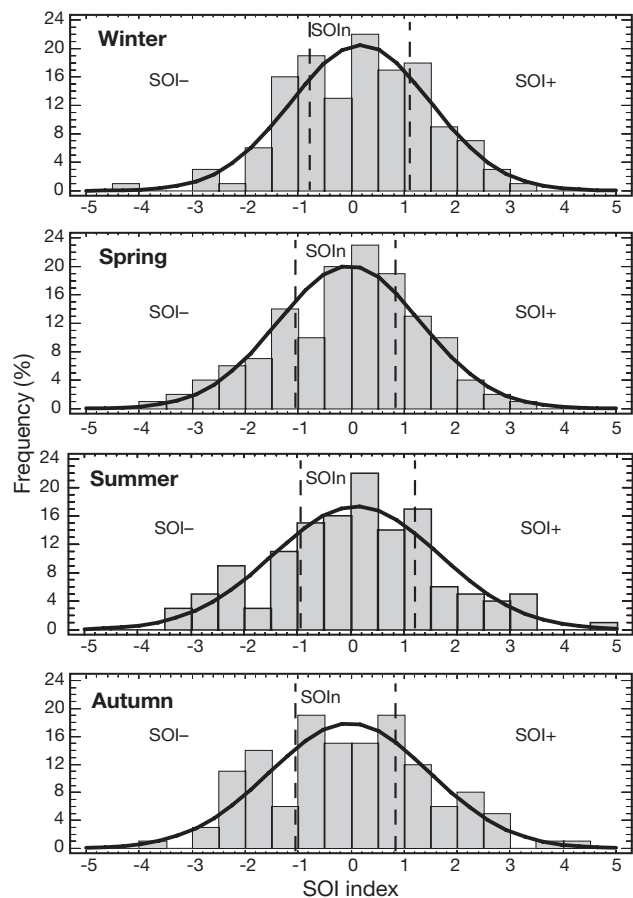 24
Winter
SOIn
20
SOI–
SOI+
16
12
8
4
0
-5 -4 -3 -2 -1 0 1 2 3 4 5
24
Spring
SOIn
20
SOI–
SOI+
16
12
8
4
0
-5 -4 -3 -2 -1 0 1 2 3 4 5
Frequency (%)
24
Summer
SOIn
20
SOI–
SOI+
16
12
8
4
0
-5 -4 -3 -2 -1 0 1 2 3 4 5
24
Autumn
SOIn
20
SOI–
SOI+
16
12
8
4
0
-5 -4 -3 -2 -1 0 1 2 3 4 5
SOI index